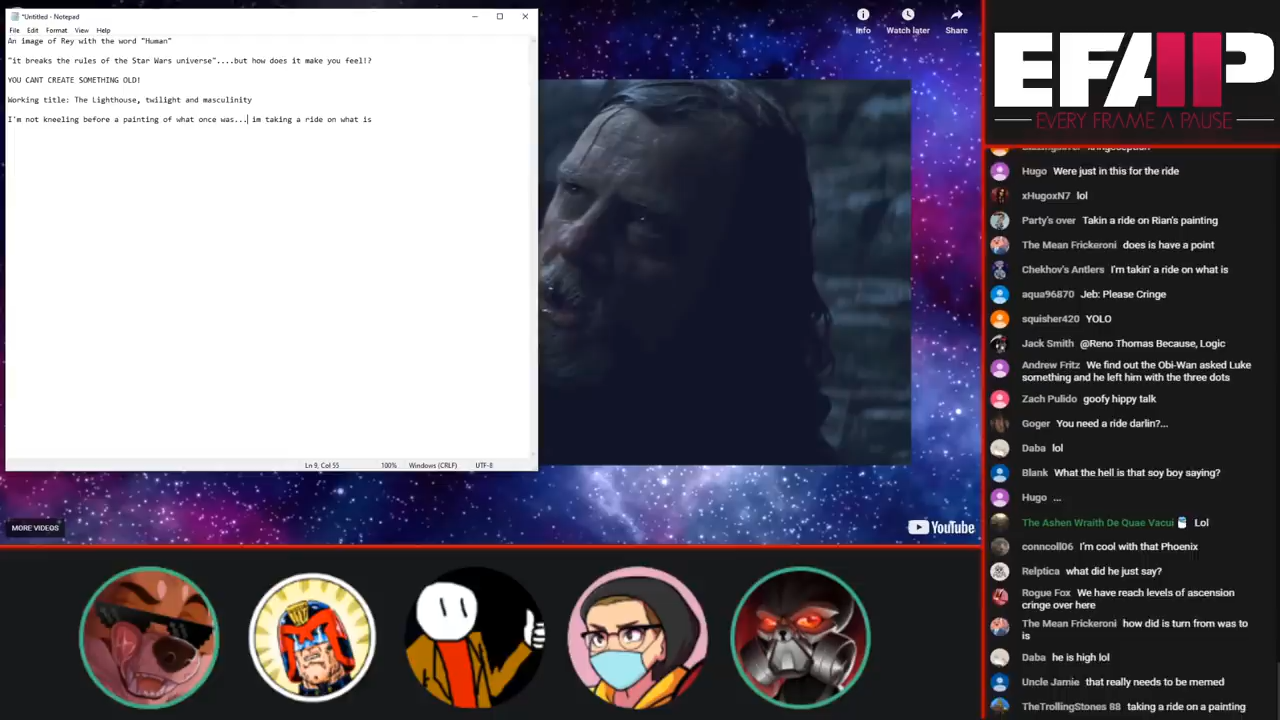 *Untitled - Notepad
File Edit Format View Help
An image of Rey with the word "Human"
"it breaks the rules of the Star Wars universe"....but how does it make you feel!?
YOU CANT CREATE SOMETHING OLD!
Working title: The Lighthouse, twilight and masculinity
I'm not kneeling before a painting of what once was... im taking a ride on what is
Ln 9, Col 55 100% Windows (CRLF) UTF-8
Info Watch later Share
MORE VIDEOS
YouTube
EFAP
EVERY FRAME A PAUSE
Hugo Were just in this for the ride
xHugoxN7 lol
Party's over Takin a ride on Rian's painting
The Mean Frickeroni does is have a point
Chekhov's Antlers I'm takin' a ride on what is
aqua96870 Jeb: Please Cringe
squisher420 YOLO
Jack Smith @Reno Thomas Because, Logic
Andrew Fritz We find out the Obi-Wan asked Luke
something and he left him with the three dots
Zach Pulido goofy hippy talk
Goger You need a ride darlin?...
Daba lol
Blank What the hell is that soy boy saying?
Hugo ...
The Ashen Wraith De Quae Vacui Lol
conncoll06 I'm cool with that Phoenix
Relptica what did he just say?
Rogue Fox We have reach levels of ascension
cringe over here
The Mean Frickeroni how did is turn from was to
is
Daba he is high lol
Uncle Jamie that really needs to be memed
TheTrollingStones 88 taking a ride on a painting